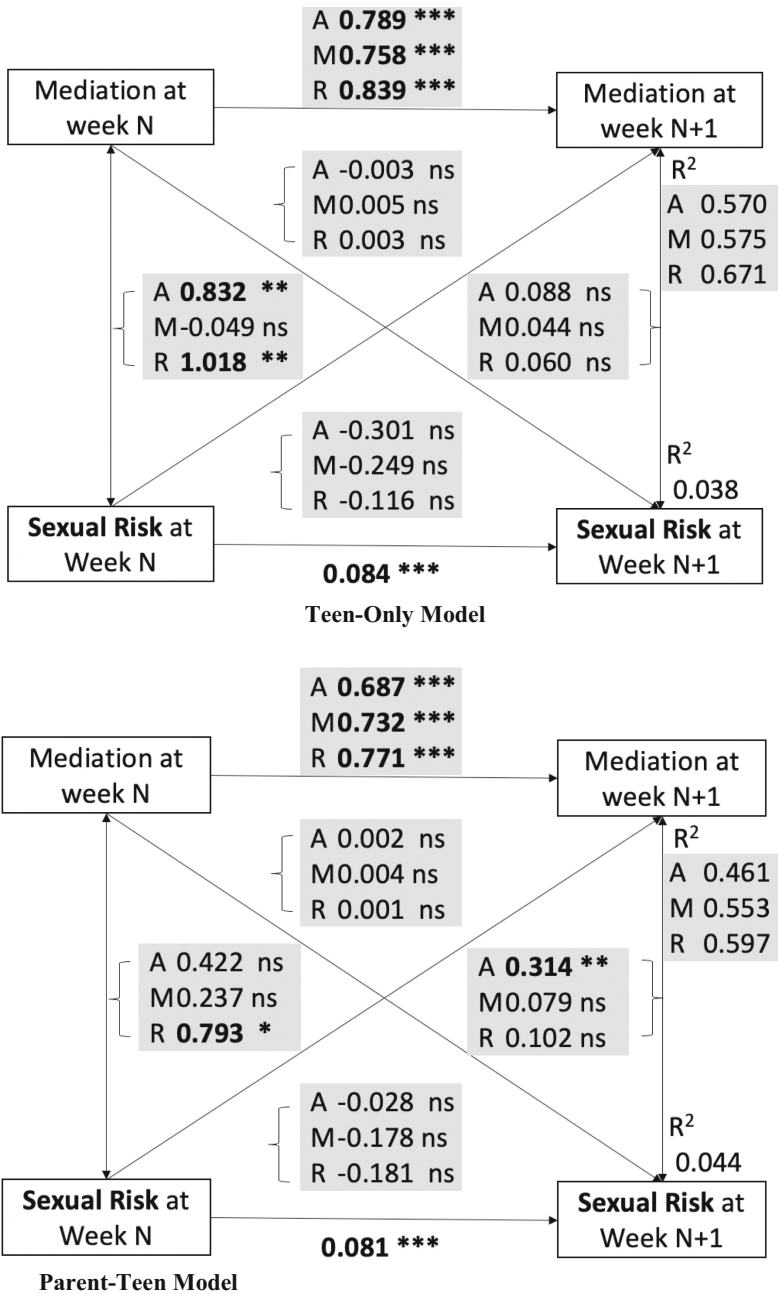 A 0.789 ***
M 0.758 ***
R 0.839 ***
Mediation at
week N
Mediation at
week N+1
A -0.003 ns
M 0.005 ns
R 0.003 ns
R²
A 0.570
M 0.575
R 0.671
A 0.832 **
M -0.049 ns
R 1.018 **
A 0.088 ns
M 0.044 ns
R 0.060 ns
A -0.301 ns
M -0.249 ns
R -0.116 ns
R²
0.038
Sexual Risk at
Week N
Sexual Risk at
Week N+1
0.084 ***
Teen-Only Model
A 0.687 ***
M 0.732 ***
R 0.771 ***
Mediation at
week N
Mediation at
week N+1
A 0.002 ns
M 0.004 ns
R 0.001 ns
R²
A 0.461
M 0.553
R 0.597
A 0.422 ns
M 0.237 ns
R 0.793 *
A 0.314 **
M 0.079 ns
R 0.102 ns
A -0.028 ns
M -0.178 ns
R -0.181 ns
R²
0.044
Sexual Risk at
Week N
Sexual Risk at
Week N+1
0.081 ***
Parent-Teen Model